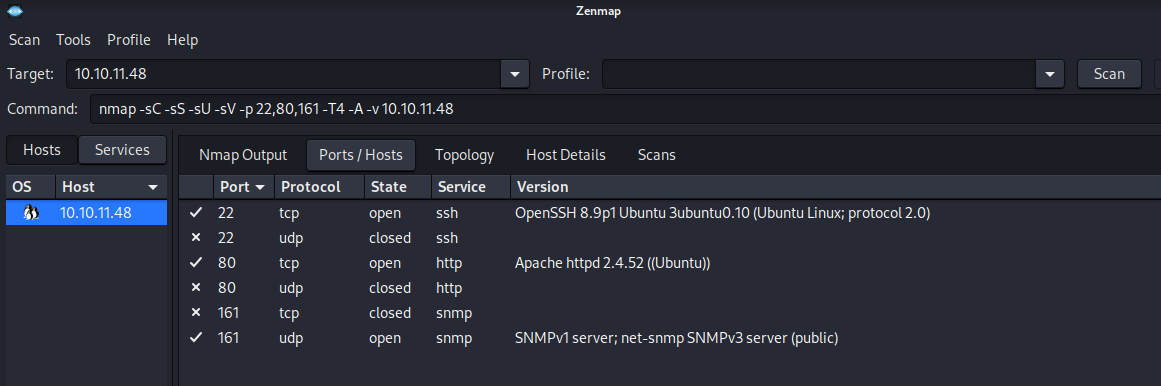 Zenmap
Scan Tools Profile Help
Target: 10.10.11.48 Profile: Scan
Command: nmap -sC -sS -sU -sV -p 22,80,161 -T4 -A -v 10.10.11.48
Hosts Services Nmap Output Ports / Hosts Topology Host Details Scans
OS Host Port Protocol State Service Version
10.10.11.48 22 tcp open ssh OpenSSH 8.9p1 Ubuntu 3ubuntu0.10 (Ubuntu Linux; protocol 2.0)
22 udp closed ssh
80 tcp open http Apache httpd 2.4.52 ((Ubuntu))
80 udp closed http
161 tcp closed snmp
161 udp open snmp SNMPv1 server; net-snmp SNMPv3 server (public)